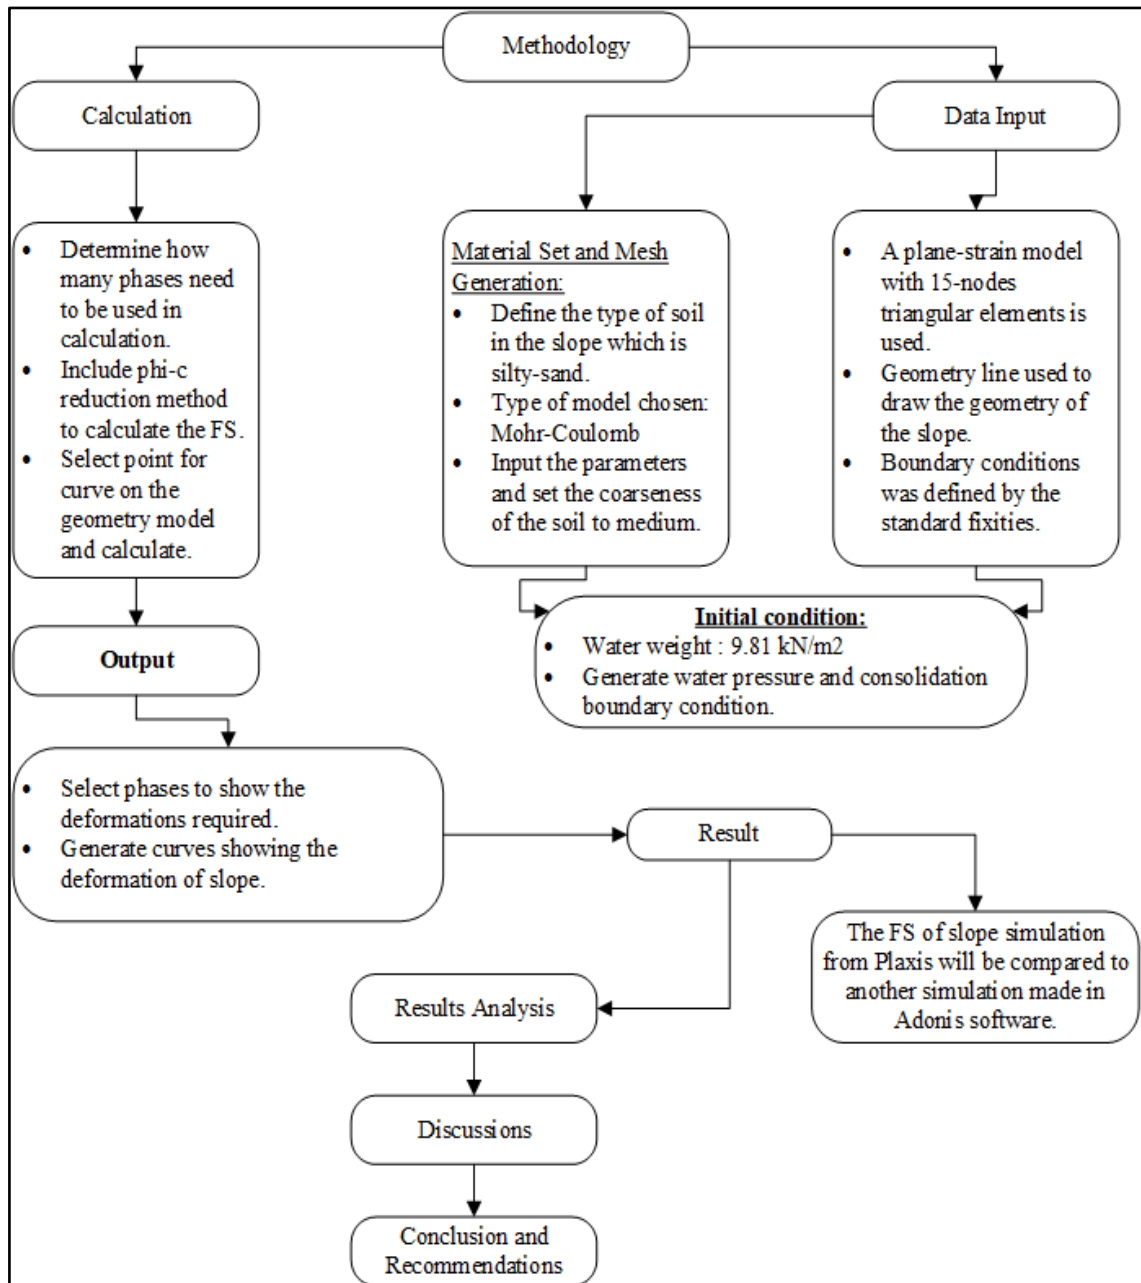 Methodology
Calculation
Data Input
• Determine how
many phases need
to be used in
calculation.
• Include phi-c
reduction method
to calculate the FS.
• Select point for
curve on the
geometry model
and calculate.
Material Set and Mesh
Generation:
• Define the type of soil
in the slope which is
silty-sand.
• Type of model chosen:
Mohr-Coulomb
• Input the parameters
and set the coarseness
of the soil to medium.
• A plane-strain model
with 15-nodes
triangular elements is
used.
• Geometry line used to
draw the geometry of
the slope.
• Boundary conditions
was defined by the
standard fixities.
Initial condition:
• Water weight : 9.81 kN/m2
• Generate water pressure and consolidation
boundary condition.
Output
• Select phases to show the
deformations required.
• Generate curves showing the
deformation of slope.
Result
The FS of slope simulation
from Plaxis will be compared to
another simulation made in
Adonis software.
Results Analysis
Discussions
Conclusion and
Recommendations